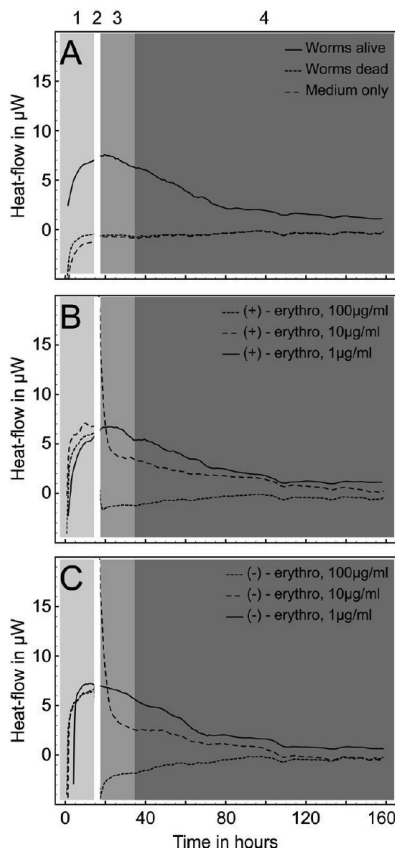 1 2 3 4
A
Worms alive
Worms dead
Medium only
Heat-flow in µW
15
10
5
0
B
(+) - erythro, 100µg/ml
(+) - erythro, 10µg/ml
(+) - erythro, 1µg/ml
Heat-flow in µW
15
10
5
0
C
(-) - erythro, 100µg/ml
(-) - erythro, 10µg/ml
(-) - erythro, 1µg/ml
Heat-flow in µW
15
10
5
0
0 40 80 120 160
Time in hours